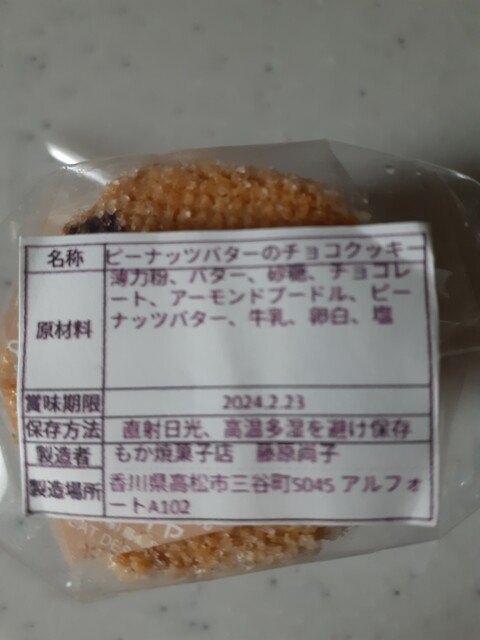 名称 ピーナッツバターのチョコクッキー
原材料 薄力粉、バター、砂糖、チョコレ
ート、アーモンドプードル、ピー
ナッツバター、牛乳、卵白、塩
賞味期限 2024.2.23
保存方法 直射日光、高温多湿を避け保存
製造者 もか焼菓子店 藤原尚子
製造場所 香川県高松市三谷町5045 アルフォ
ートA102